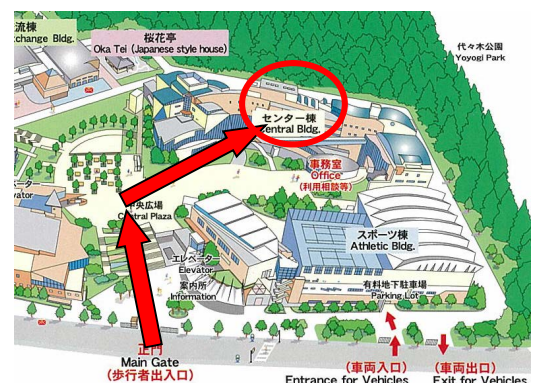 流棟
change Bldg.
桜花亭
Oka Tei (Japanese style house)
代々木公園
Yoyogi Park
センター棟
Central Bldg.
事務室
Office
(利用相談等)
中央広場
Central Plaza
スポーツ棟
Athletic Bldg.
エレベーター
Elevator
案内所
Information
有料地下駐車場
Parking Lot
正門
Main Gate
(歩行者出入口)
(車両入口)
Entrance for Vehicles
(車両出口)
Exit for Vehicles